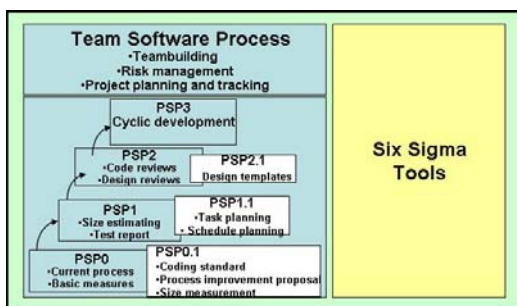 Team Software Process
•Teambuilding
•Risk management
•Project planning and tracking
PSP3
Cyclic development
PSP2
•Code reviews
•Design reviews
PSP2.1
Design templates
PSP1
•Size estimating
•Test report
PSP1.1
•Task planning
•Schedule planning
PSP0
•Current process
•Basic measures
PSP0.1
•Coding standard
•Process improvement proposal
•Size measurement
Six Sigma
Tools